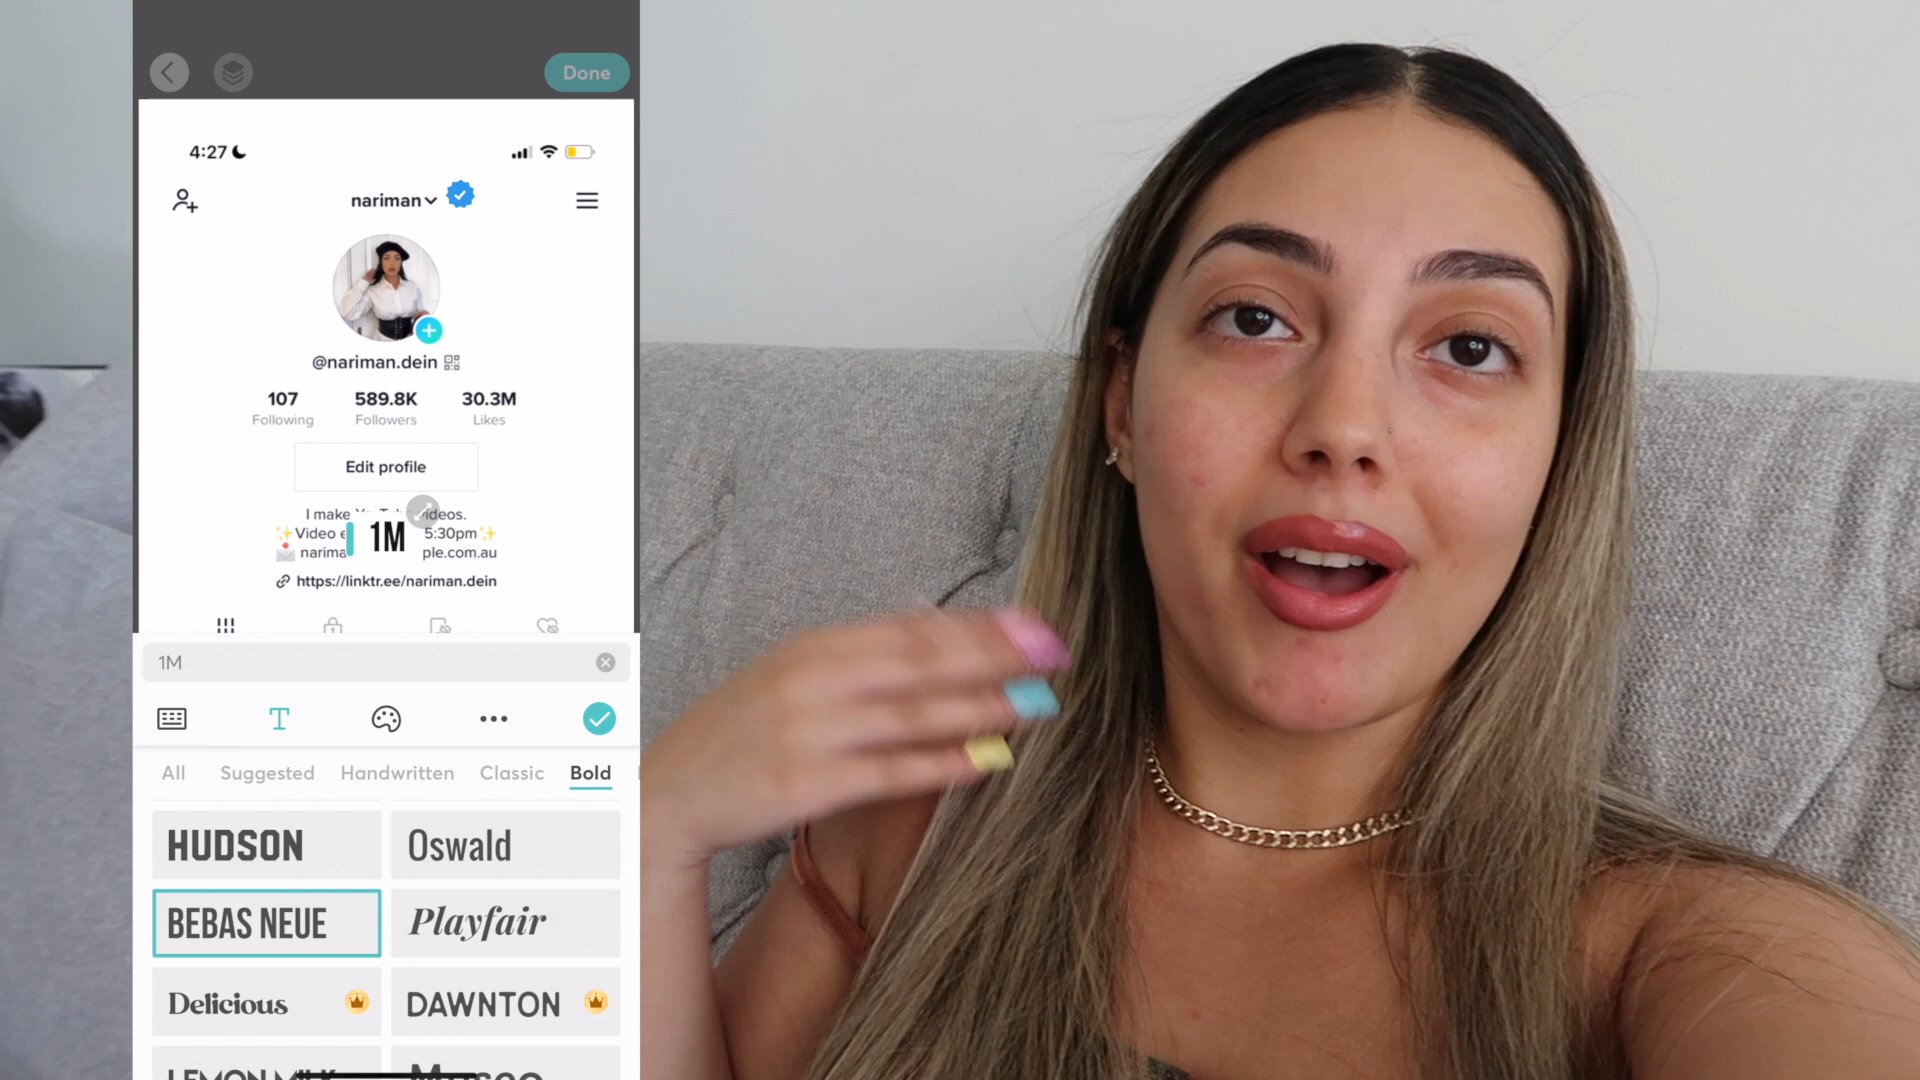 Done
4:27
nariman
@nariman.dein
107 589.8K 30.3M
Following Followers Likes
Edit profile
I make videos.
✨Video 5:30pm✨
1M
narima ple.com.au
https://linktr.ee/nariman.dein
1M
T
All Suggested Handwritten Classic Bold
HUDSON Oswald
BEBAS NEUE Playfair
Delicious DAWNTON